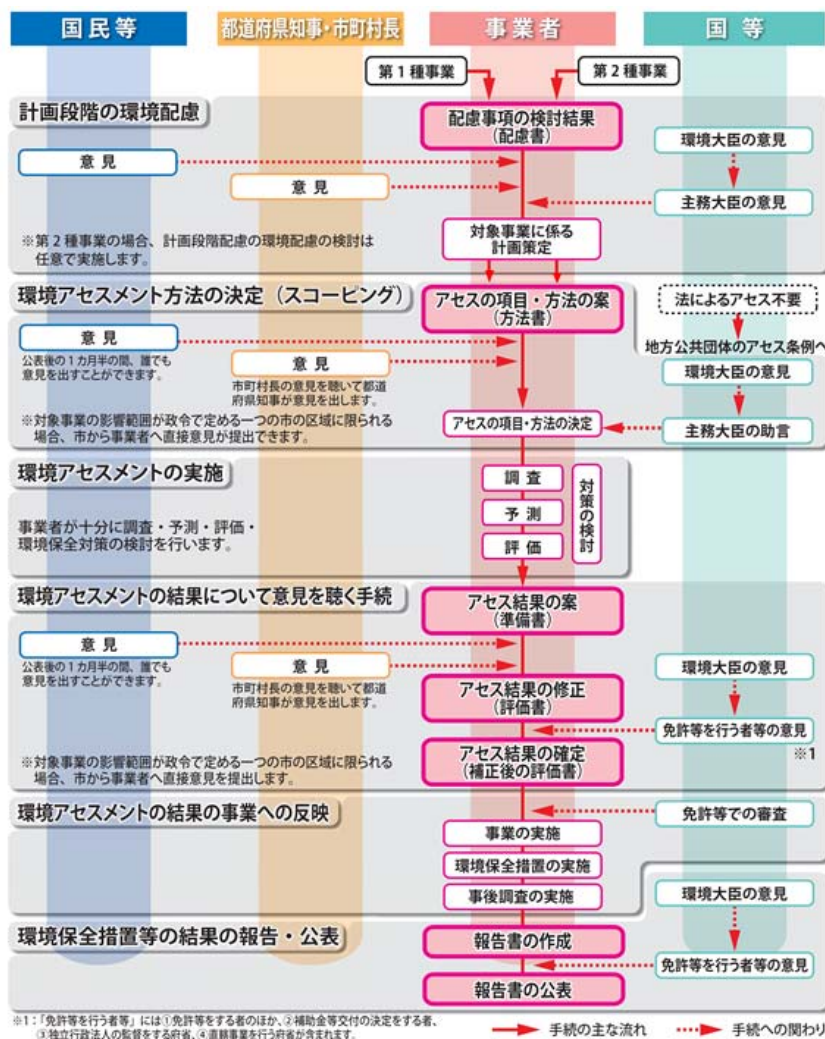 国民等
都道府県知事・市町村長
事業者
国等
第1種事業
第2種事業
計画段階の環境配慮
配慮事項の検討結果
(配慮書)
環境大臣の意見
意見
意見
主務大臣の意見
※第2種事業の場合、計画段階配慮の環境配慮の検討は
任意で実施します。
対象事業に係る
計画策定
環境アセスメント方法の決定（スコーピング）
アセスの項目・方法の案
(方法書)
法によるアセス不要
地方公共団体のアセス条例へ
意見
公表後の1カ月半の間、誰でも
意見を出すことができます。
意見
市町村長の意見を聴いて都道
府県知事が意見を出します。
環境大臣の意見
※対象事業の影響範囲が政令で定める一つの市の区域に限られる
場合、市から事業者へ直接意見が提出できます。
アセスの項目・方法の決定
主務大臣の助言
環境アセスメントの実施
事業者が十分に調査・予測・評価・
環境保全対策の検討を行います。
調査
予測
評価
対策の検討
環境アセスメントの結果について意見を聴く手続
アセス結果の案
(準備書)
意見
公表後の1カ月半の間、誰でも
意見を出すことができます。
意見
市町村長の意見を聴いて都道
府県知事が意見を出します。
環境大臣の意見
アセス結果の修正
(評価書)
免許等を行う者等の意見
※1
※対象事業の影響範囲が政令で定める一つの市の区域に限られる
場合、市から事業者へ直接意見を提出します。
アセス結果の確定
(補正後の評価書)
環境アセスメントの結果の事業への反映
免許等での審査
事業の実施
環境保全措置の実施
事後調査の実施
環境大臣の意見
環境保全措置等の結果の報告・公表
報告書の作成
免許等を行う者等の意見
報告書の公表
※1：「免許等を行う者等」には①免許等をする者のほか、②補助金等交付の決定をする者、
③独立行政法人の監督をする府省、④直轄事業を行う府省が含まれます。
手続の主な流れ
手続への関わり